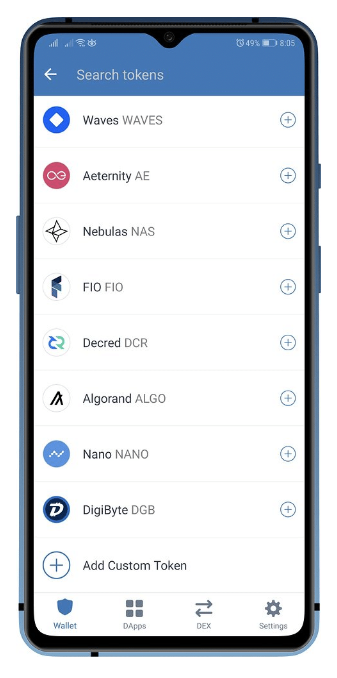 49% 8:05
Search tokens
Waves WAVES
Aeternity AE
Nebulas NAS
FIO FIO
Decred DCR
Algorand ALGO
Nano NANO
DigiByte DGB
Add Custom Token
Wallet DApps DEX Settings